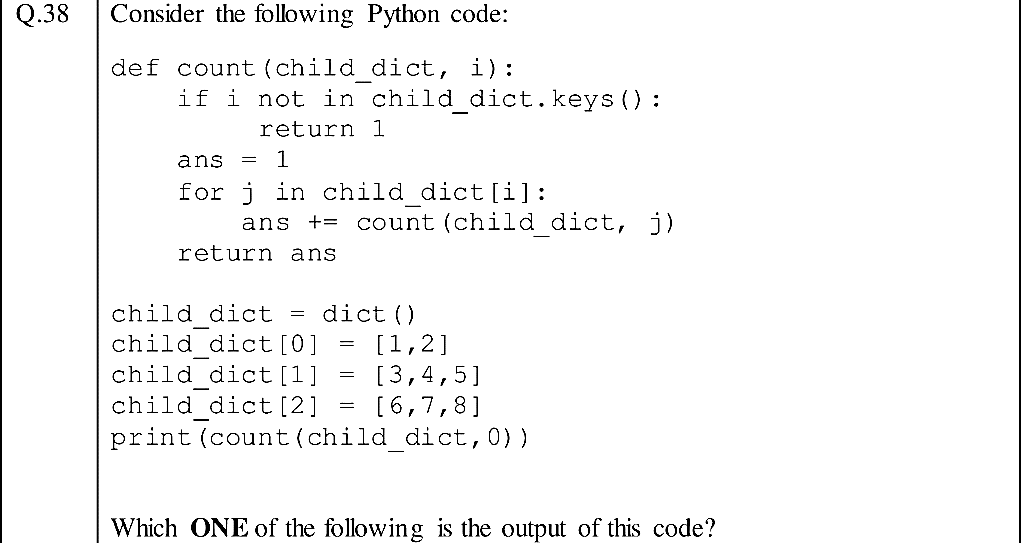 Q.38 Consider the following Python code:
def count(child_dict, i):
    if i not in child_dict.keys():
        return 1
    ans = 1
    for j in child_dict[i]:
        ans += count(child_dict, j)
    return ans
child_dict = dict()
child_dict[0] = [1,2]
child_dict[1] = [3,4,5]
child_dict[2] = [6,7,8]
print(count(child_dict,0))
Which ONE of the following is the output of this code?